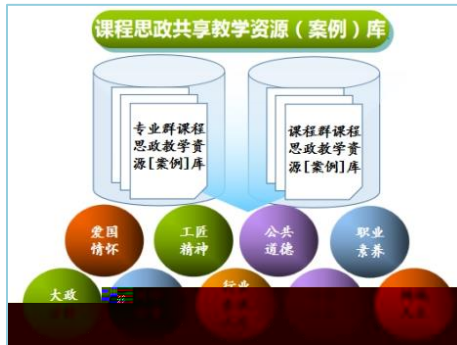 课程思政共享教学资源（案例）库
专业群课程
思政教学资
源[案例]库
课程群课程
思政教学资
源[案例]库
爱国
情怀
工匠
精神
公共
道德
职业
素养
大政
行业